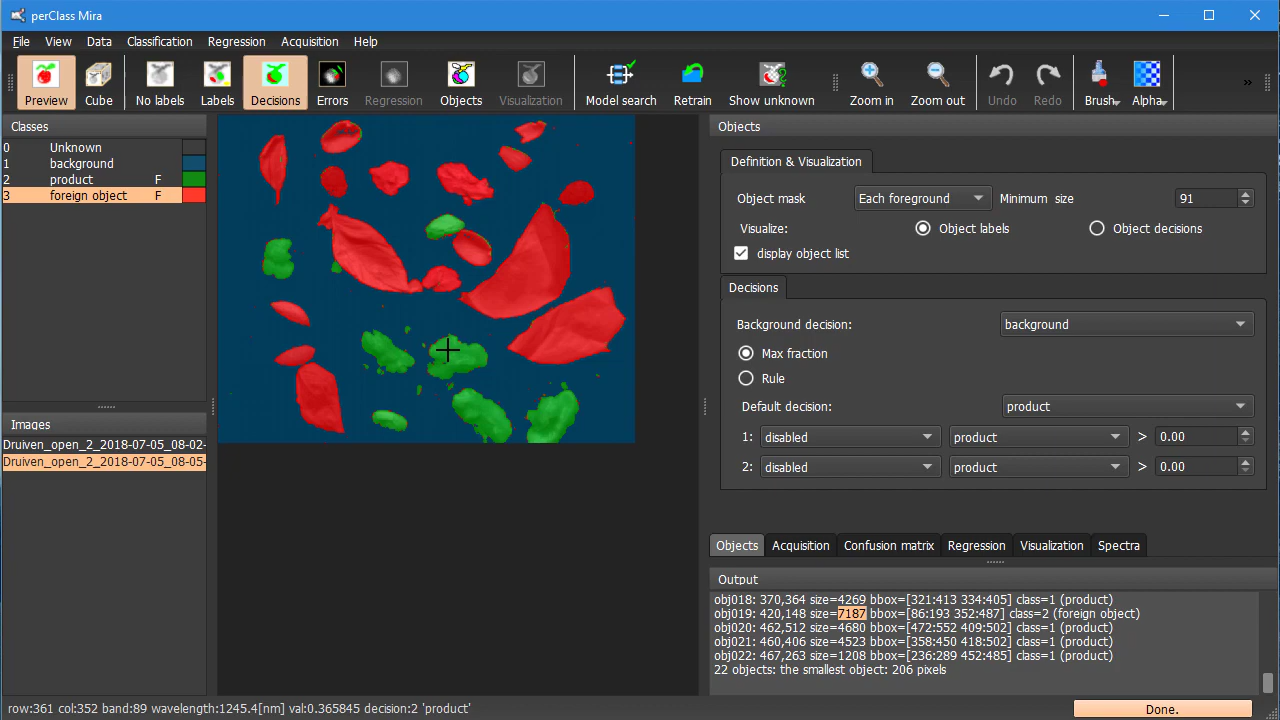 perClass Mira
File View Data Classification Regression Acquisition Help
Preview Cube No labels Labels Decisions Errors Regression Objects Visualization Model search Retrain Show unknown Zoom in Zoom out Undo Redo Brush Alpha »
Classes
0 Unknown
1 background
2 product F
3 foreign object F
Images
Druiven_open_2_2018-07-05_08-02-
Druiven_open_2_2018-07-05_08-05-
Objects
Definition & Visualization
Object mask Each foreground Minimum size 91
Visualize: Object labels Object decisions
display object list
Decisions
Background decision: background
Max fraction
Rule
Default decision: product
1: disabled product > 0.00
2: disabled product > 0.00
Objects Acquisition Confusion matrix Regression Visualization Spectra
Output
obj018: 370,364 size=4269 bbox=[321:413 334:405] class=1 (product)
obj019: 420,148 size=7187 bbox=[86:193 352:487] class=2 (foreign object)
obj020: 462,512 size=4680 bbox=[472:552 409:502] class=1 (product)
obj021: 460,406 size=4523 bbox=[358:450 418:502] class=1 (product)
obj022: 467,263 size=1208 bbox=[236:289 452:485] class=1 (product)
22 objects: the smallest object: 206 pixels
row:361 col:352 band:89 wavelength:1245.4[nm] val:0.365845 decision:2 'product'
Done.